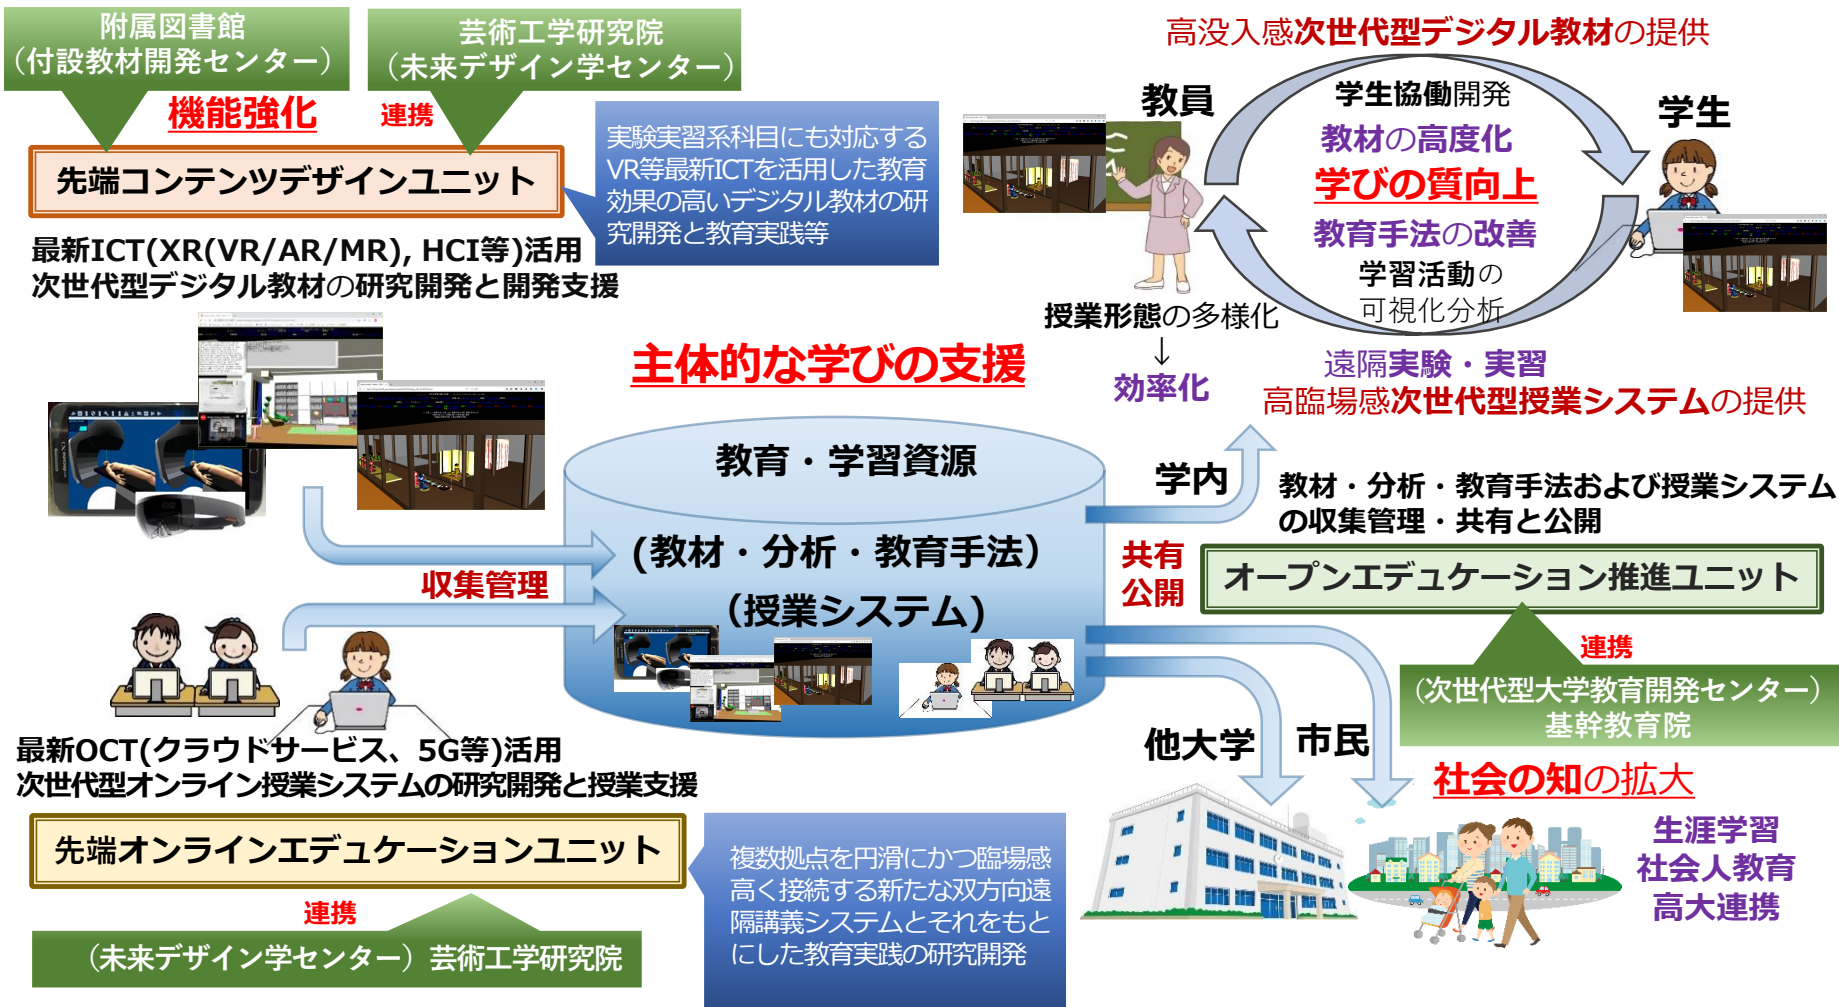 附属図書館
（付設教材開発センター）
芸術工学研究院
（未来デザイン学センター）
機能強化
連携
先端コンテンツデザインユニット
実験実習系科目にも対応する
VR等最新ICTを活用した教育
効果の高いデジタル教材の研
究開発と教育実践等
最新ICT(XR(VR/AR/MR), HCI等)活用
次世代型デジタル教材の研究開発と開発支援
高没入感次世代型デジタル教材の提供
教員
学生
学生協働開発
教材の高度化
学びの質向上
教育手法の改善
学習活動の
可視化分析
授業形態の多様化
↓
効率化
遠隔実験・実習
高臨場感次世代型授業システムの提供
主体的な学びの支援
教育・学習資源
(教材・分析・教育手法）
（授業システム)
収集管理
学内
共有
公開
教材・分析・教育手法および授業システム
の収集管理・共有と公開
オープンエデュケーション推進ユニット
連携
（次世代型大学教育開発センター）
基幹教育院
他大学
市民
社会の知の拡大
生涯学習
社会人教育
高大連携
最新OCT(クラウドサービス、5G等)活用
次世代型オンライン授業システムの研究開発と授業支援
先端オンラインエデュケーションユニット
連携
（未来デザイン学センター）芸術工学研究院
複数拠点を円滑にかつ臨場感
高く接続する新たな双方向遠
隔講義システムとそれをもと
にした教育実践の研究開発